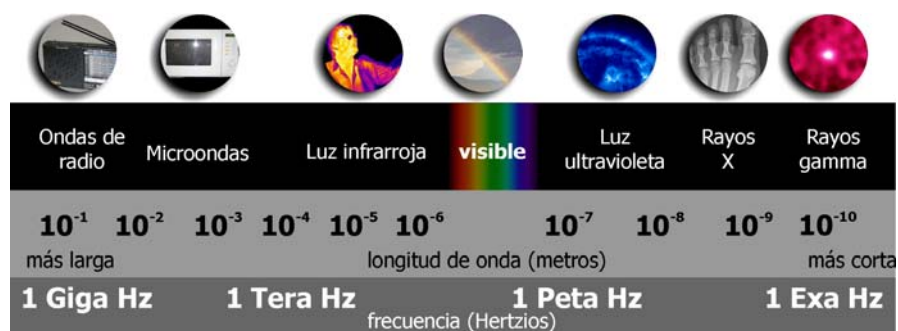 Ondas de radio
Microondas
Luz infrarroja
visible
Luz ultravioleta
Rayos X
Rayos gamma
10⁻¹ 10⁻² 10⁻³ 10⁻⁴ 10⁻⁵ 10⁻⁶ 10⁻⁷ 10⁻⁸ 10⁻⁹ 10⁻¹⁰
más larga longitud de onda (metros) más corta
1 Giga Hz 1 Tera Hz 1 Peta Hz 1 Exa Hz
frecuencia (Hertzios)